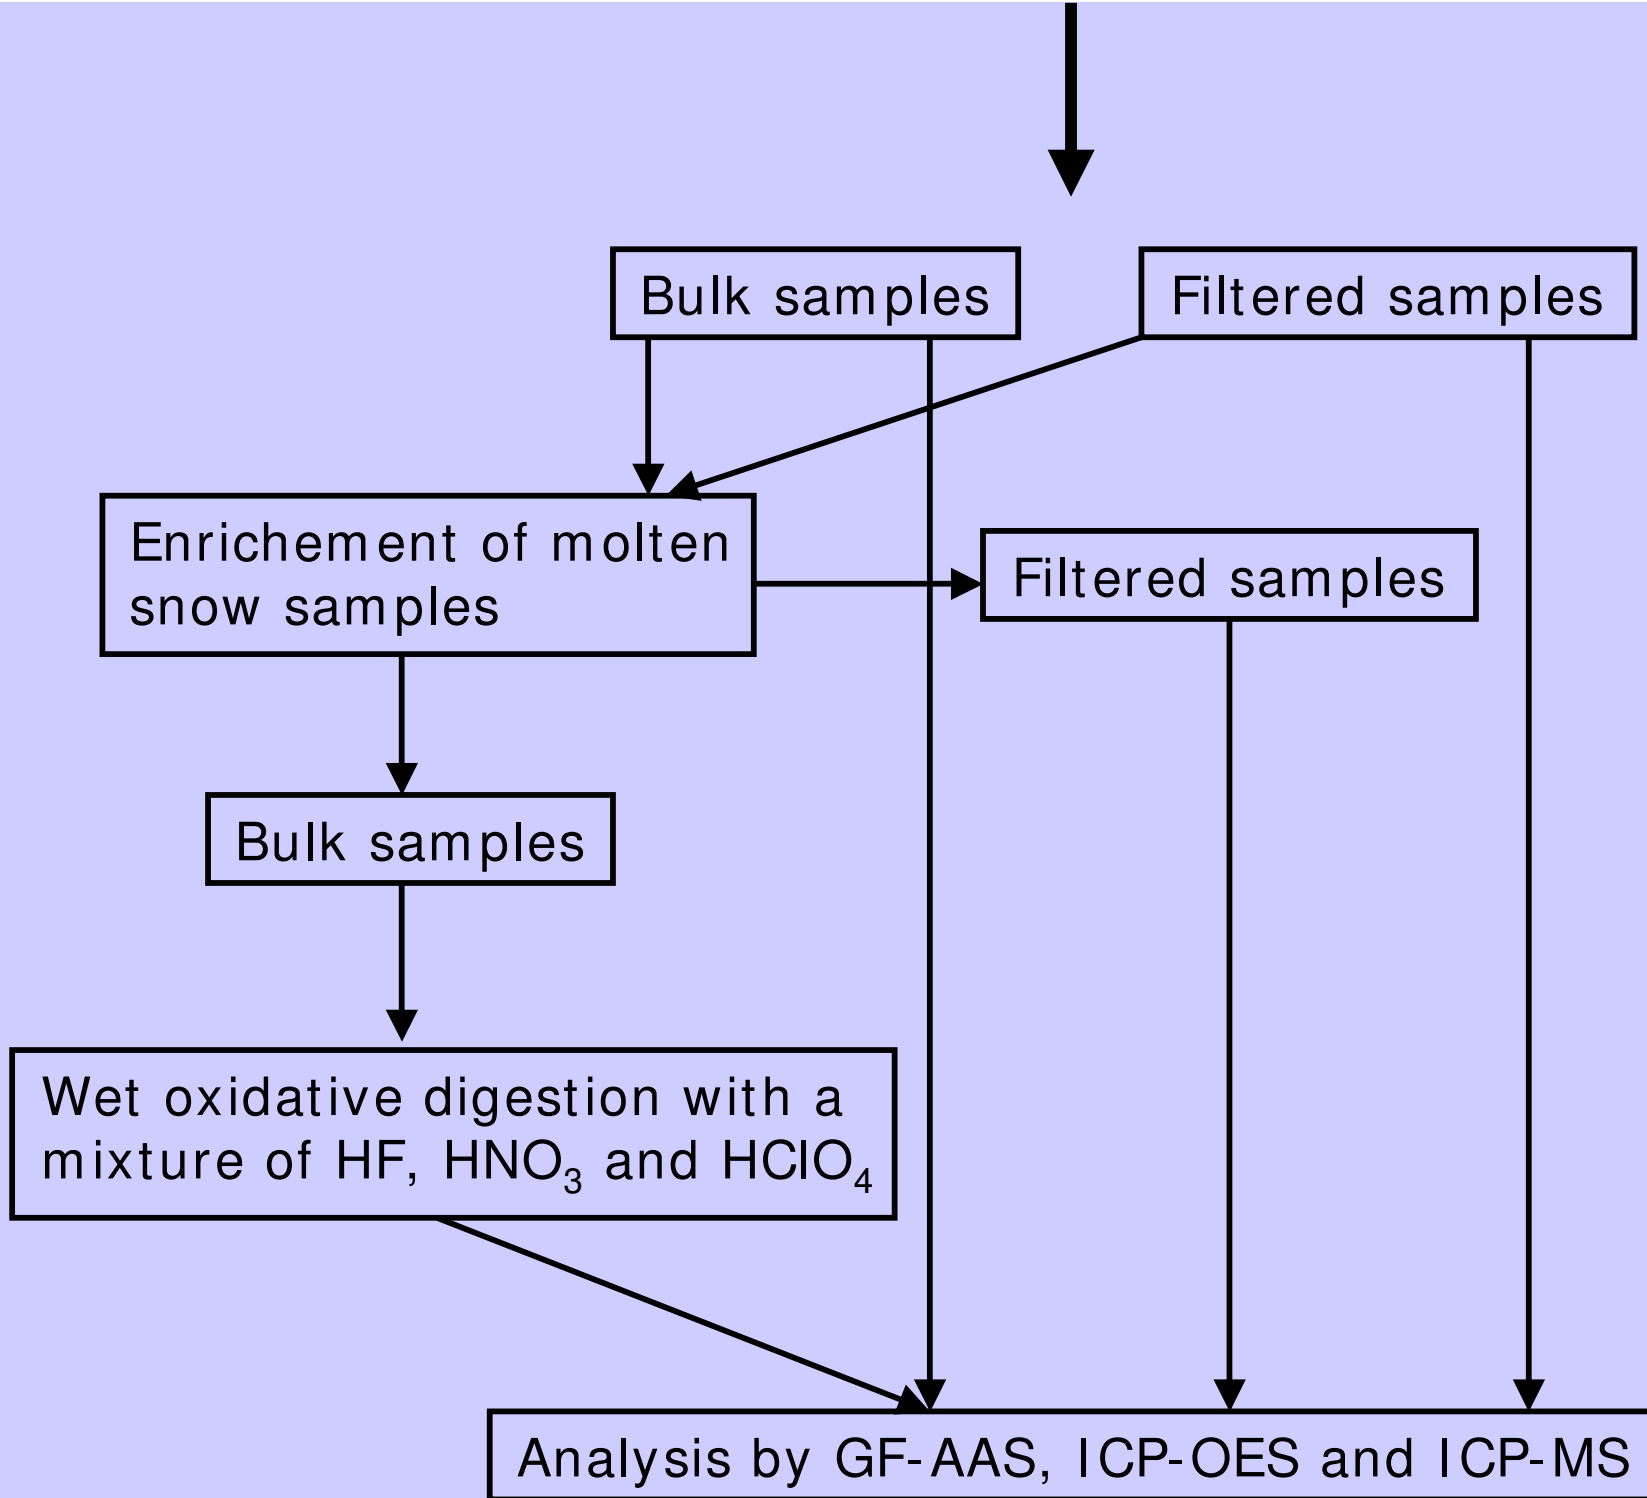 Bulk samples
Filtered samples
Enrichement of molten
snow samples
Filtered samples
Bulk samples
Wet oxidative digestion with a
mixture of HF, HNO₃ and HClO₄
Analysis by GF-AAS, ICP-OES and ICP-MS